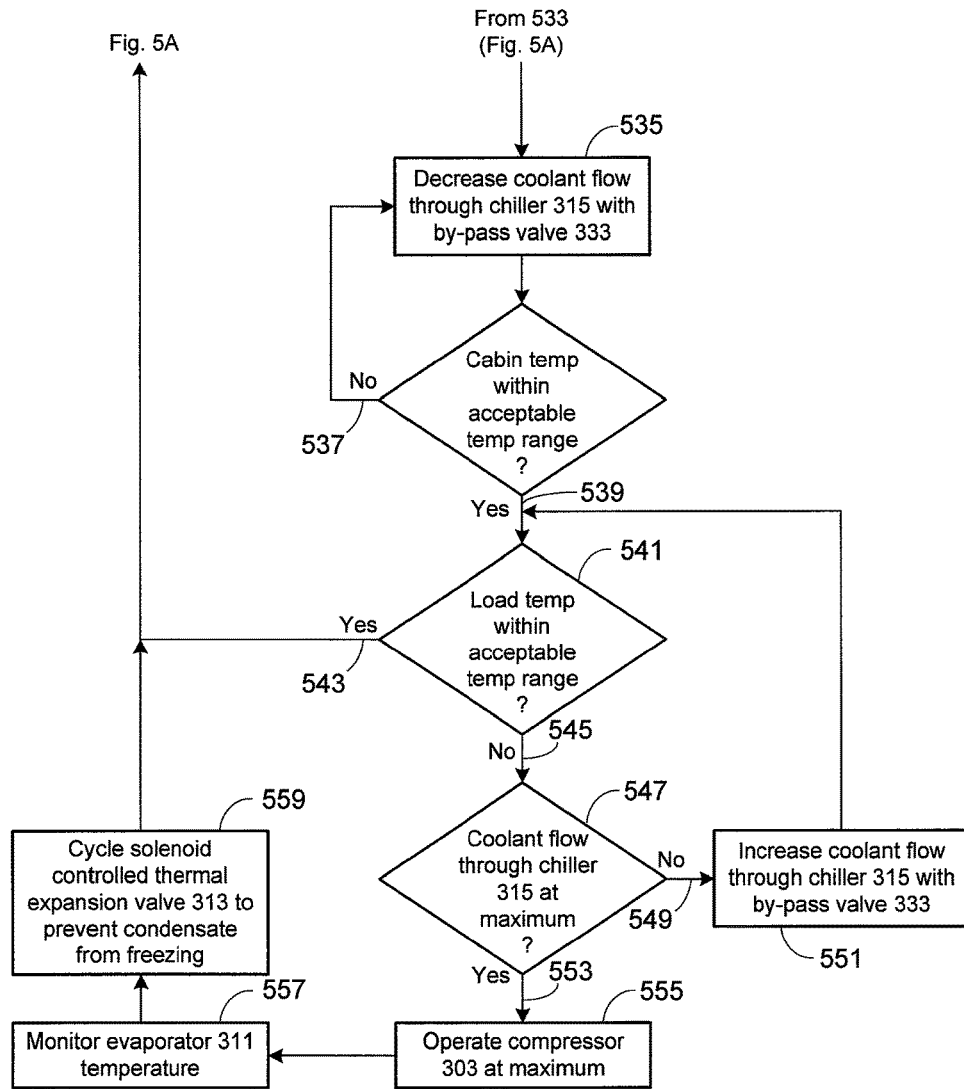 Fig. 5A
From 533
(Fig. 5A)
535
Decrease coolant flow
through chiller 315 with
by-pass valve 333
Cabin temp
within
acceptable
temp range
?
No
537
Yes
539
541
Load temp
within
acceptable
temp range
?
Yes
543
No
545
547
Coolant flow
through chiller
315 at
maximum
?
No
549
Increase coolant flow
through chiller 315 with
by-pass valve 333
551
Yes
553
555
Operate compressor
303 at maximum
557
Monitor evaporator 311
temperature
559
Cycle solenoid
controlled thermal
expansion valve 313 to
prevent condensate
from freezing